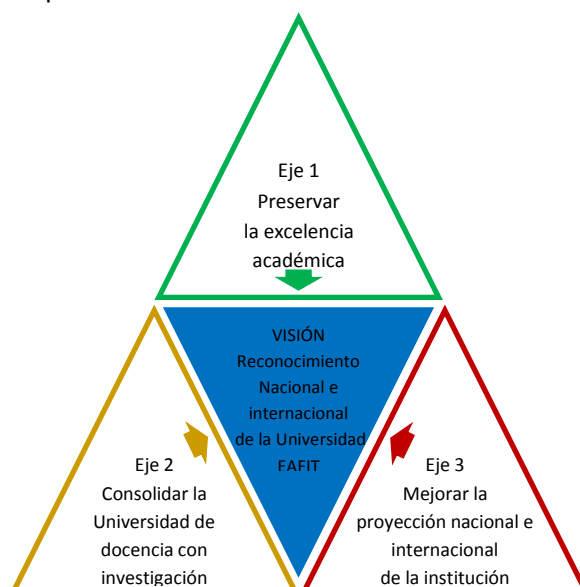 Eje 1
Preservar
la excelencia
académica
VISIÓN
Reconocimiento
Nacional e
internacional
de la Universidad
EAFIT
Eje 2
Consolidar la
Universidad de
docencia con
investigación
Eje 3
Mejorar la
proyección nacional e
internacional
de la institución